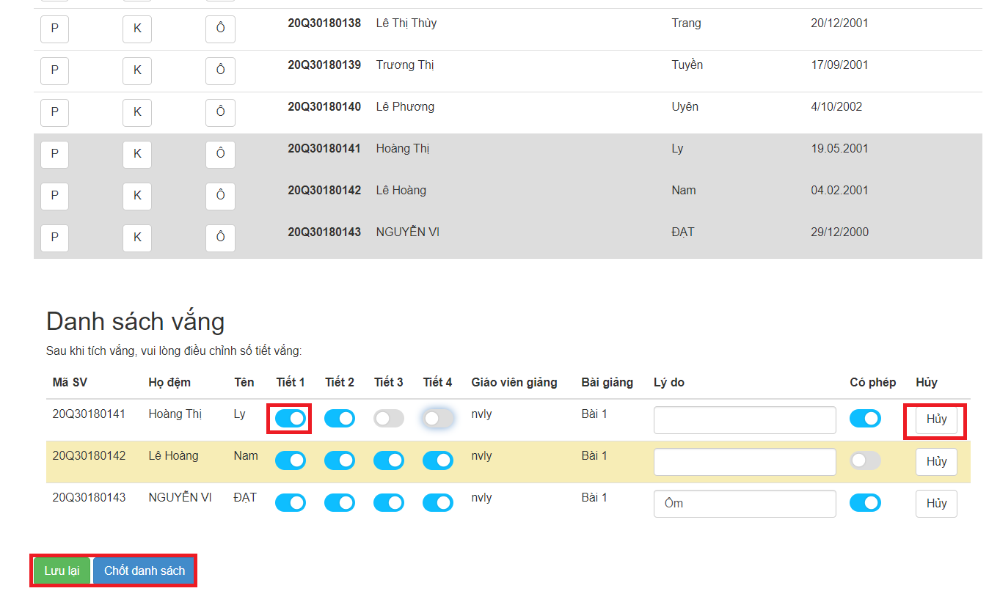 P K Ô 20Q30180138 Lê Thị Thùy Trang 20/12/2001
P K Ô 20Q30180139 Trương Thị Tuyền 17/09/2001
P K Ô 20Q30180140 Lê Phương Uyên 4/10/2002
P K Ô 20Q30180141 Hoàng Thị Ly 19.05.2001
P K Ô 20Q30180142 Lê Hoàng Nam 04.02.2001
P K Ô 20Q30180143 NGUYỄN VI ĐẠT 29/12/2000
Danh sách vắng
Sau khi tích vắng, vui lòng điều chỉnh số tiết vắng:
Mã SV Họ đệm Tên Tiết 1 Tiết 2 Tiết 3 Tiết 4 Giáo viên giảng Bài giảng Lý do Có phép Hủy
20Q30180141 Hoàng Thị Ly nvly Bài 1 Hủy
20Q30180142 Lê Hoàng Nam nvly Bài 1 Hủy
20Q30180143 NGUYỄN VI ĐẠT nvly Bài 1 Ôm Hủy
Lưu lại Chốt danh sách